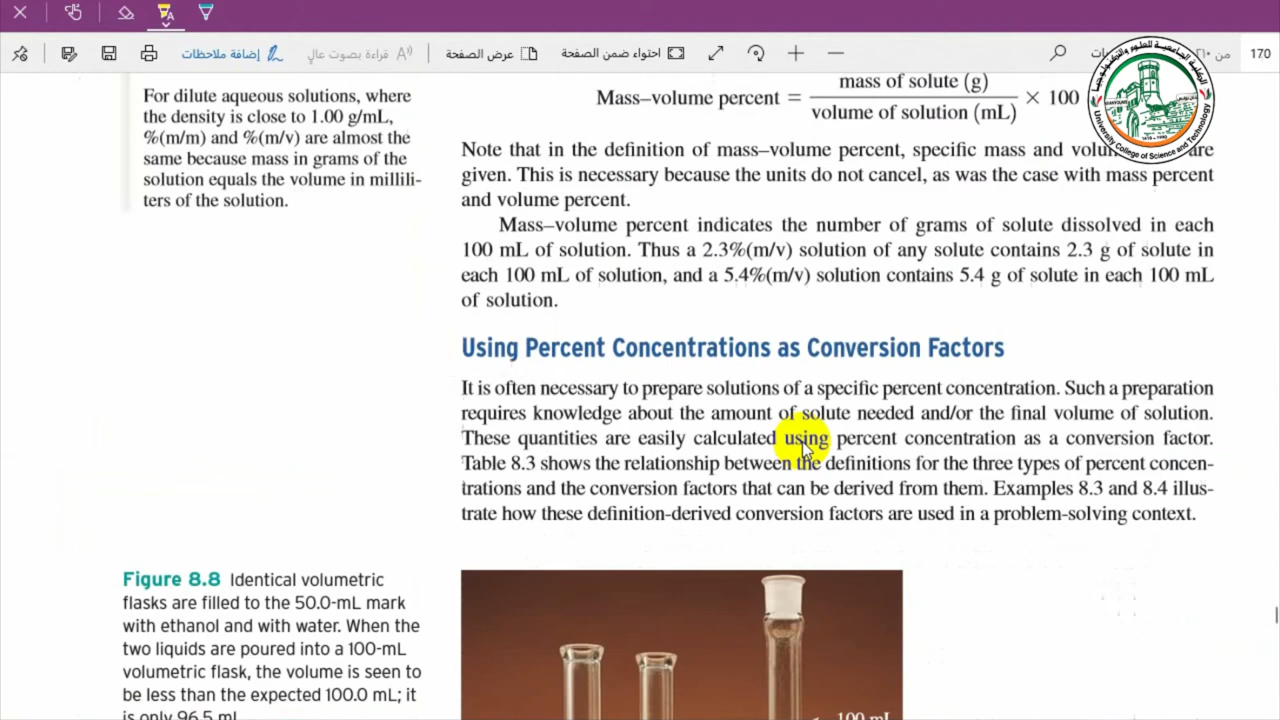 إضافة ملاحظات
قراءة بصوت عالٍ
عرض الصفحة
احتواء ضمن الصفحة
من
170
For dilute aqueous solutions, where
the density is close to 1.00 g/mL,
%(m/m) and %(m/v) are almost the
same because mass in grams of the
solution equals the volume in millili-
ters of the solution.
Mass–volume percent = mass of solute (g)
volume of solution (mL) × 100
Note that in the definition of mass–volume percent, specific mass and are
given. This is necessary because the units do not cancel, as was the case with mass percent
and volume percent.
Mass–volume percent indicates the number of grams of solute dissolved in each
100 mL of solution. Thus a 2.3%(m/v) solution of any solute contains 2.3 g of solute in
each 100 mL of solution, and a 5.4%(m/v) solution contains 5.4 g of solute in each 100 mL
of solution.
Using Percent Concentrations as Conversion Factors
It is often necessary to prepare solutions of a specific percent concentration. Such a preparation
requires knowledge about the amount of solute needed and/or the final volume of solution.
These quantities are easily calculated using percent concentration as a conversion factor.
Table 8.3 shows the relationship between the definitions for the three types of percent concen-
trations and the conversion factors that can be derived from them. Examples 8.3 and 8.4 illus-
trate how these definition-derived conversion factors are used in a problem-solving context.
Figure 8.8 Identical volumetric
flasks are filled to the 50.0-mL mark
with ethanol and with water. When the
two liquids are poured into a 100-mL
volumetric flask, the volume is seen to
be less than the expected 100.0 mL; it
is only 96.5 mL
100 mL
University College of Science and Technology